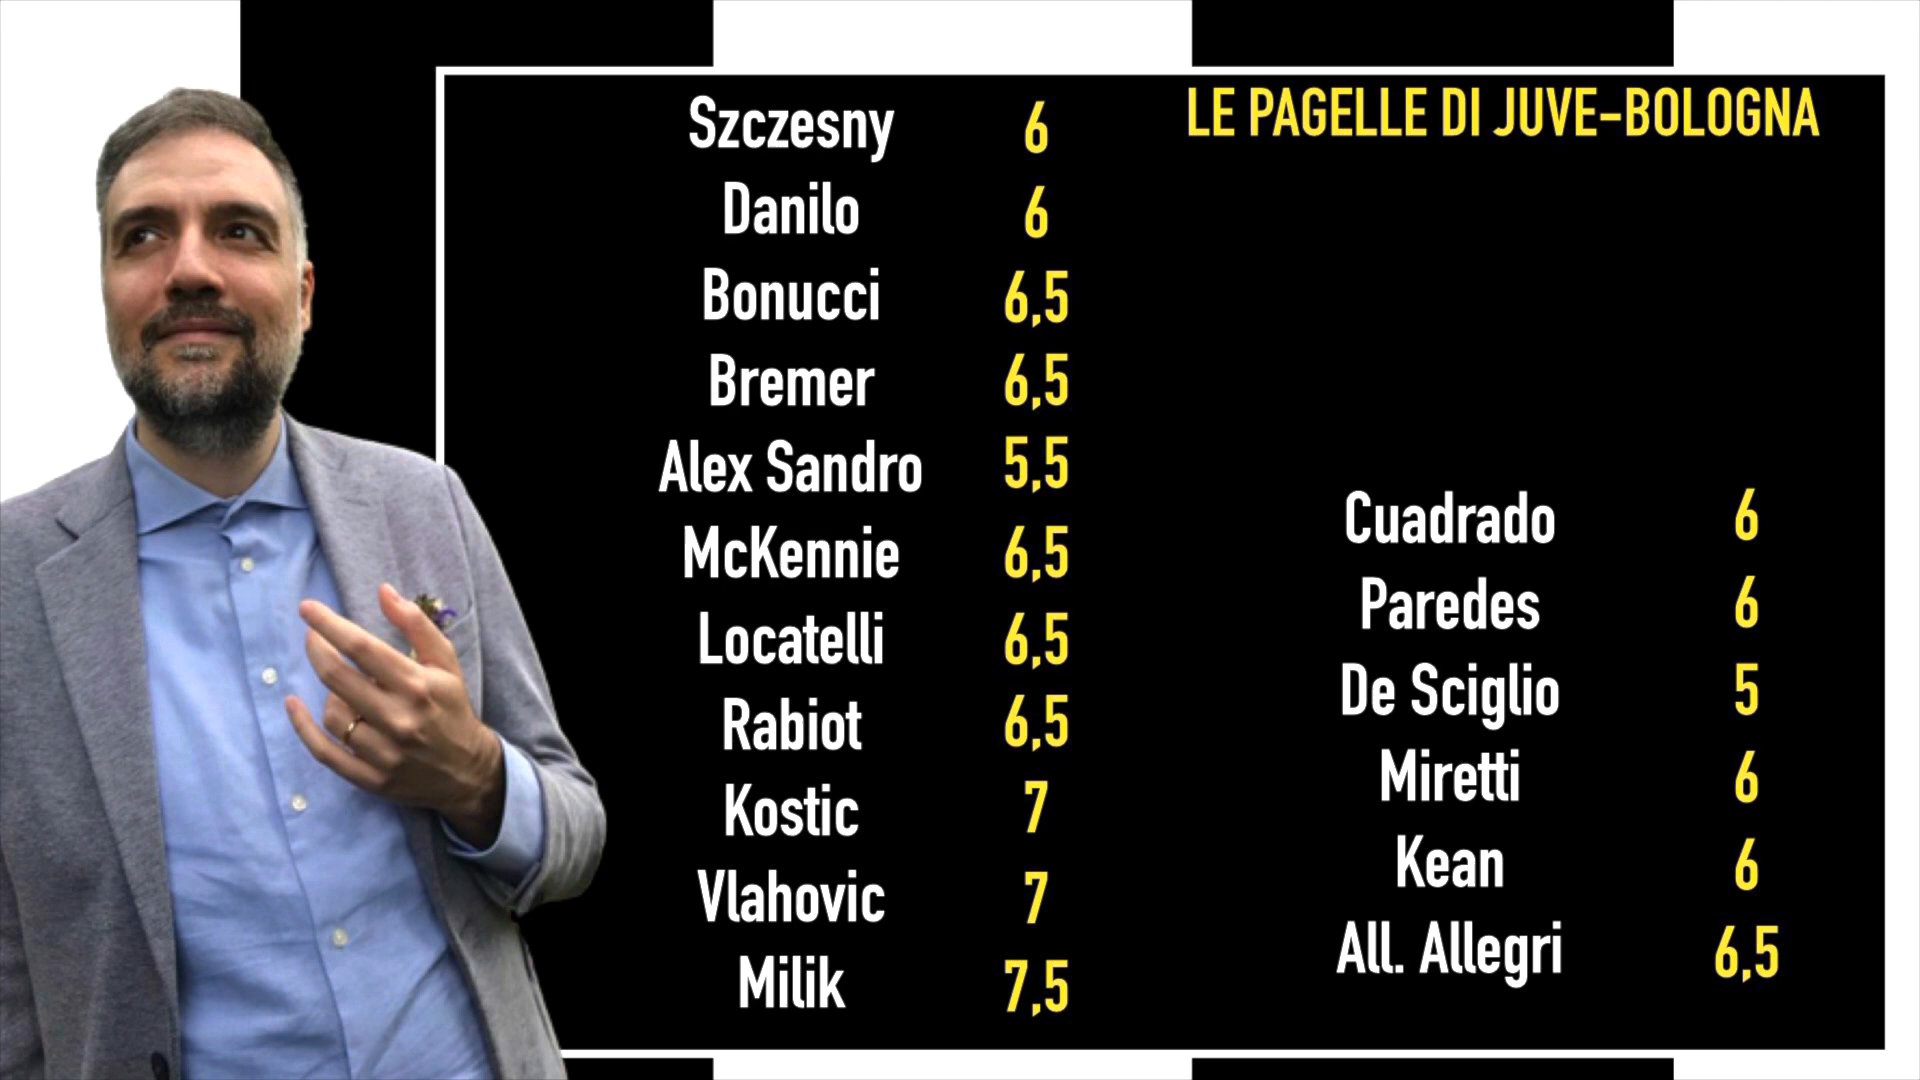 LE PAGELLE DI JUVE-BOLOGNA
Szczesny 6
Danilo 6
Bonucci 6,5
Bremer 6,5
Alex Sandro 5,5
McKennie 6,5
Locatelli 6,5
Rabiot 6,5
Kostic 7
Vlahovic 7
Milik 7,5
Cuadrado 6
Paredes 6
De Sciglio 5
Miretti 6
Kean 6
All. Allegri 6,5